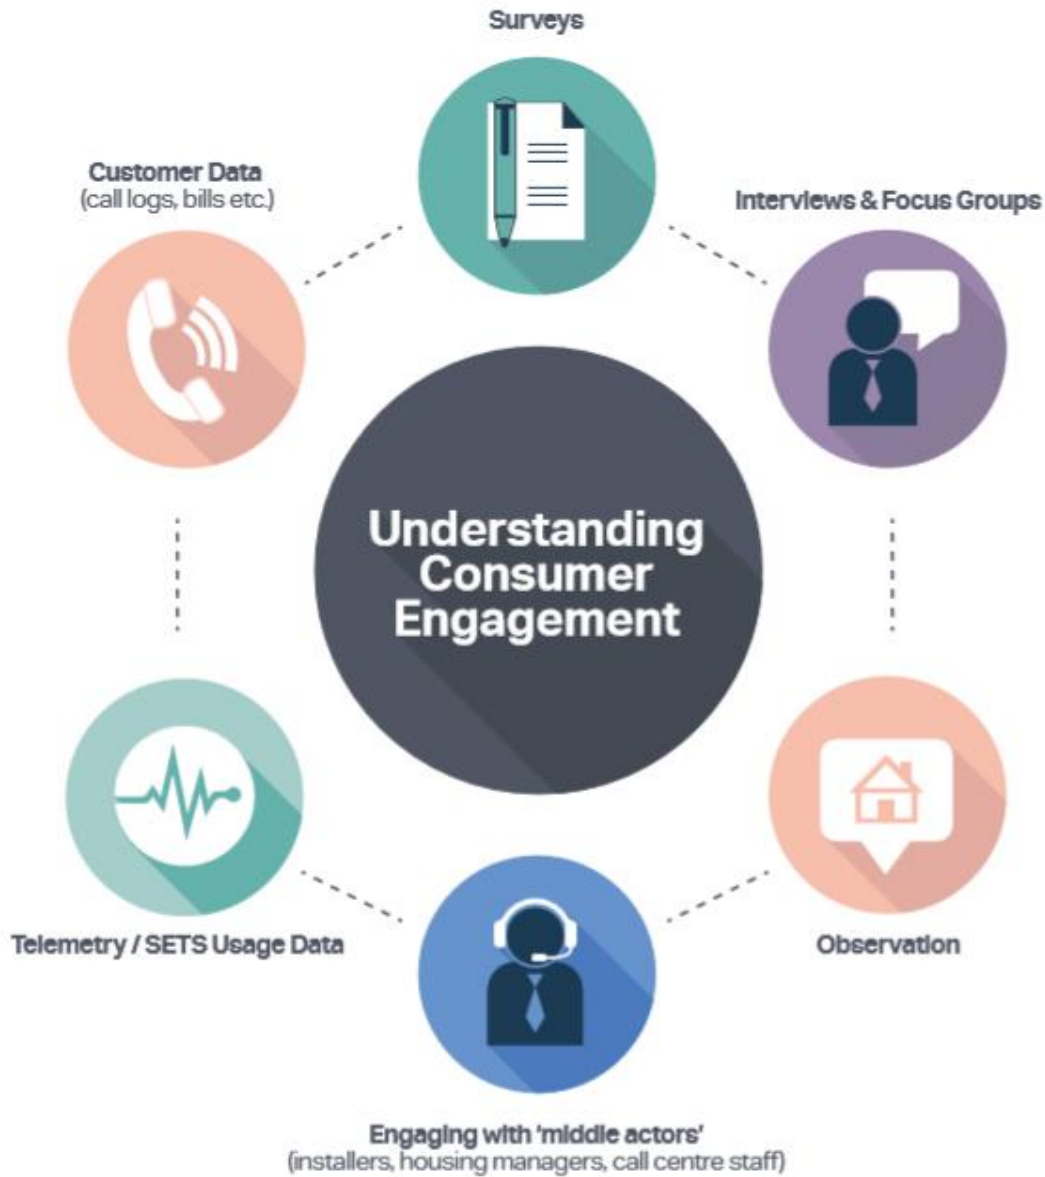 Surveys
Customer Data
(call logs, bills etc.)
Interviews & Focus Groups
Understanding
Consumer
Engagement
Telemetry / SETS Usage Data
Observation
Engaging with ‘middle actors’
(installers, housing managers, call centre staff)